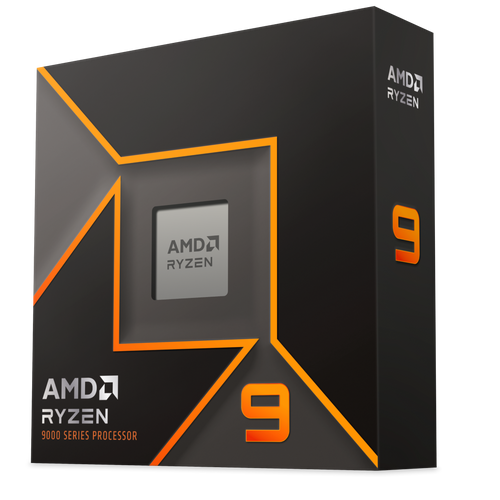 AMD
RYZEN
AMD
RYZEN
9000 SERIES PROCESSOR
9
AMD
RYZEN
9